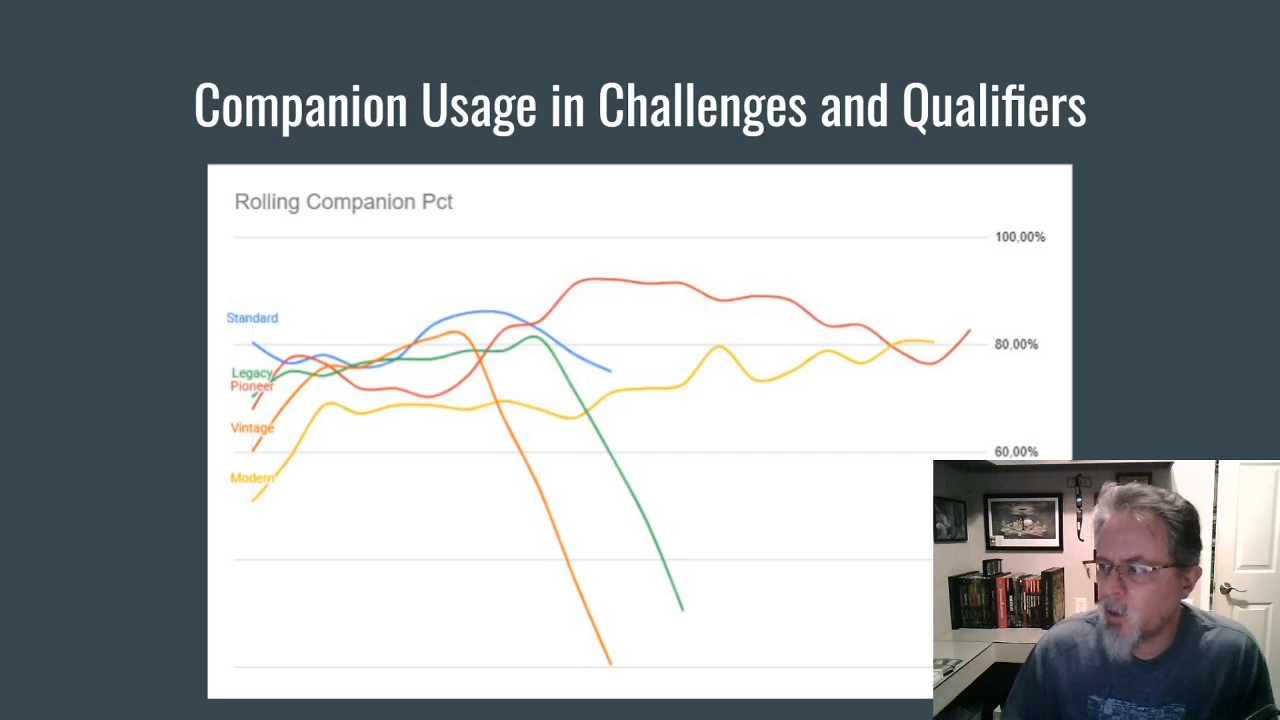 Companion Usage in Challenges and Qualifiers
Rolling Companion Pct
100,00%
Standard
80,00%
Legacy
Pioneer
Vintage
60,00%
Modern